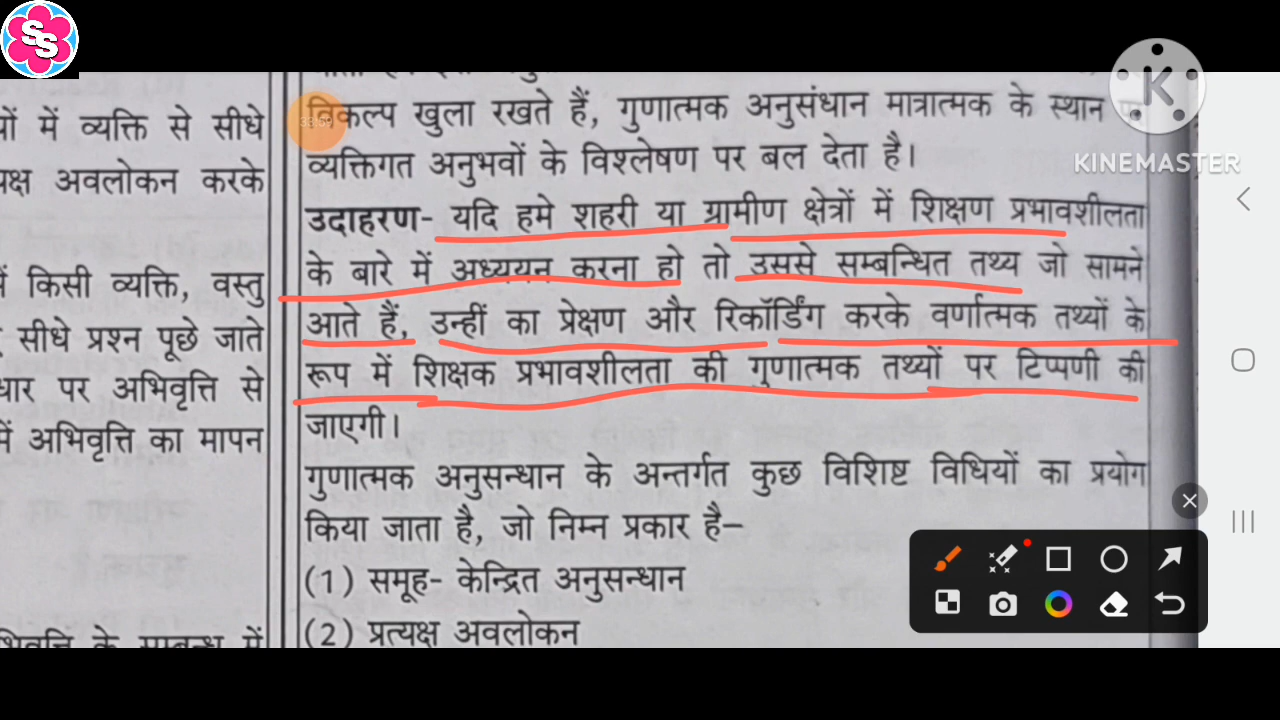 SS
KINEMASTER
यों में व्यक्ति से सीधे
अवलोकन करके
किसी व्यक्ति, वस्तु
सीधे प्रश्न पूछे जाते
पर अभिवृत्ति से
में अभिवृत्ति का मापन
विकल्प खुला रखते हैं, गुणात्मक अनुसंधान मात्रात्मक के स्थान पर
व्यक्तिगत अनुभवों के विश्लेषण पर बल देता है।
उदाहरण- यदि हमे शहरी या ग्रामीण क्षेत्रों में शिक्षण प्रभावशीलता
के बारे में अध्ययन करना हो तो उससे सम्बन्धित तथ्य जो सामने
आते हैं, उन्हीं का प्रेक्षण और रिकॉर्डिंग करके वर्णात्मक तथ्यों के
रूप में शिक्षक प्रभावशीलता की गुणात्मक तथ्यों पर टिप्पणी की
जाएगी।
गुणात्मक अनुसन्धान के अन्तर्गत कुछ विशिष्ट विधियों का प्रयोग
किया जाता है, जो निम्न प्रकार है–
(1) समूह- केन्द्रित अनुसन्धान
(2) प्रत्यक्ष अवलोकन